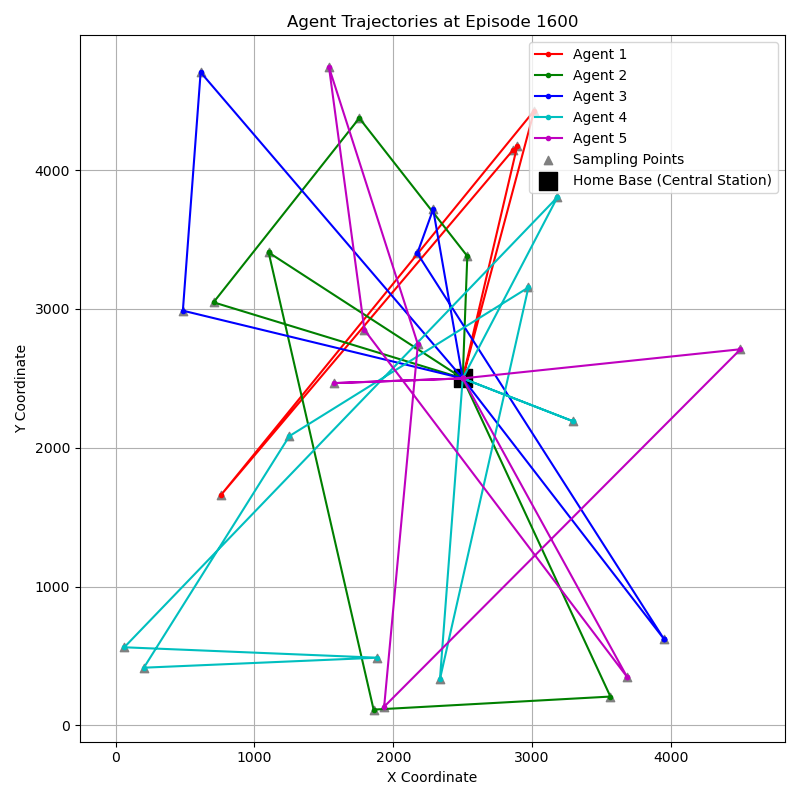 Agent Trajectories at Episode 1600
Agent 1
Agent 2
Agent 3
Agent 4
Agent 5
Sampling Points
Home Base (Central Station)
Y Coordinate
4000
3000
2000
1000
0
0 1000 2000 3000 4000
X Coordinate